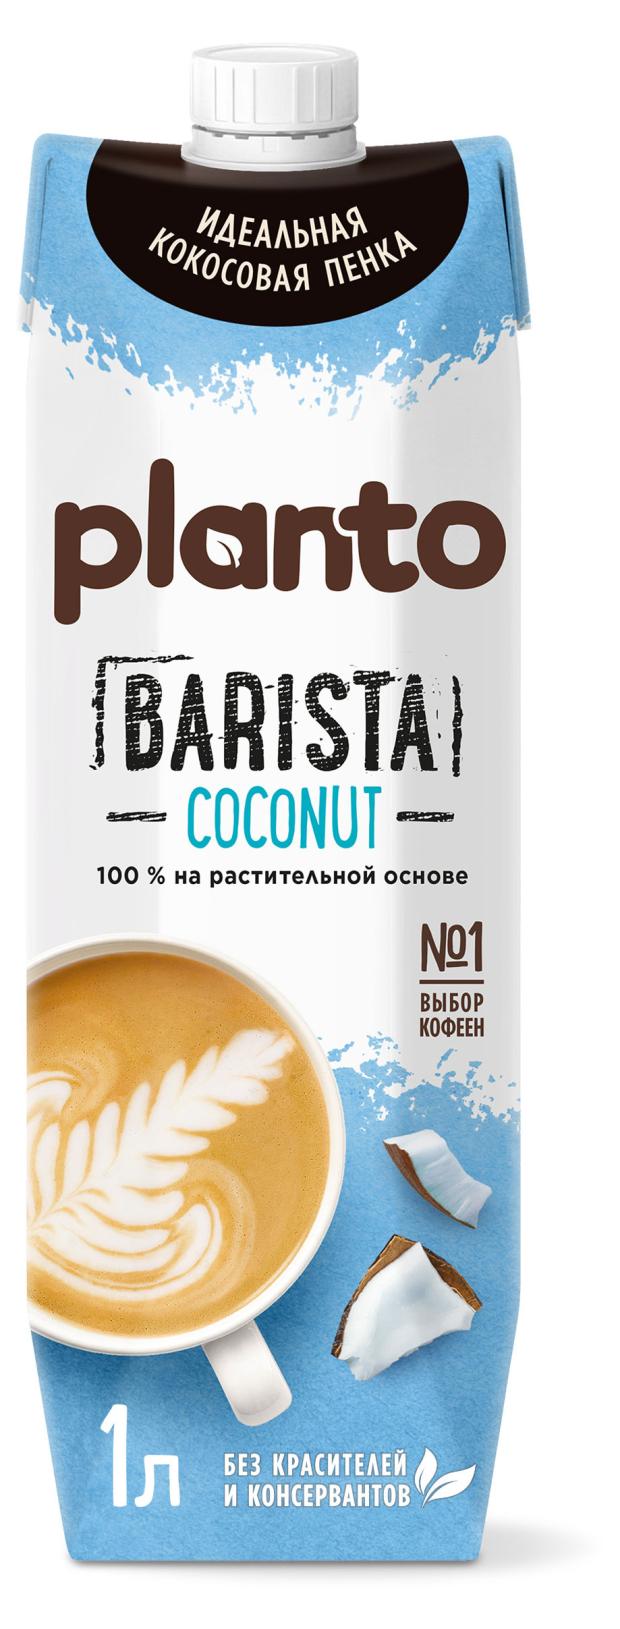 ИДЕАЛЬНАЯ
КОКОСОВАЯ ПЕНКА
planto
BARISTA
COCONUT
100 % на растительной основе
№1
ВЫБОР
КОФЕЕН
1л
БЕЗ КРАСИТЕЛЕЙ
И КОНСЕРВАНТОВ